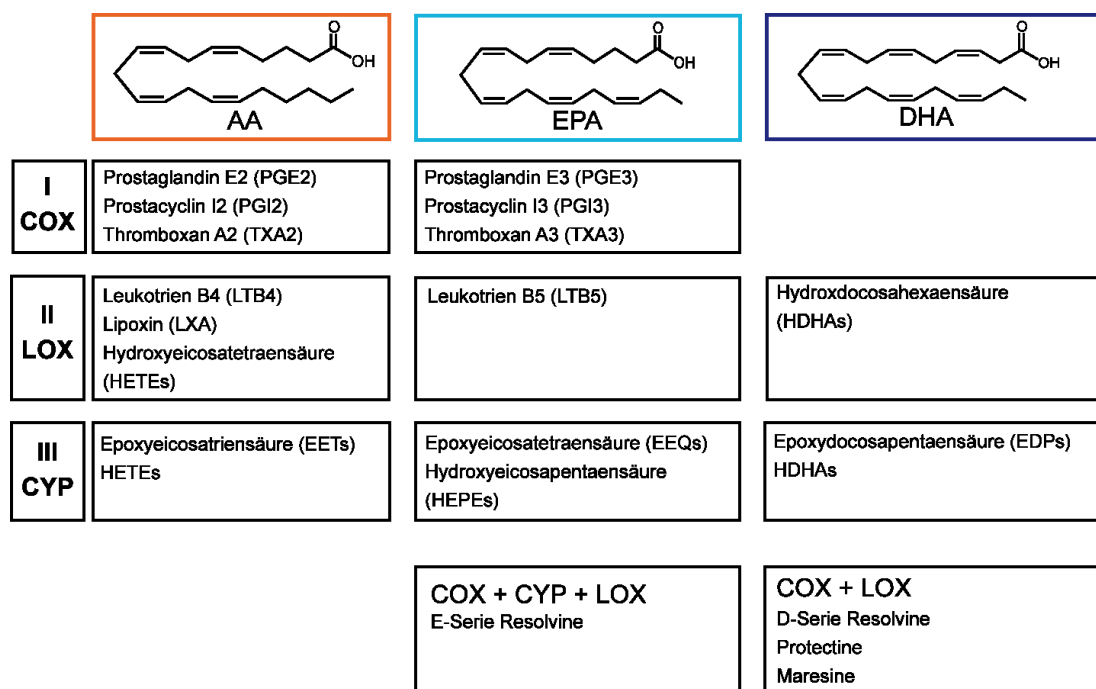 O
OH
AA
O
OH
EPA
O
OH
DHA
I
COX
Prostaglandin E2 (PGE2)
Prostacyclin I2 (PGI2)
Thromboxan A2 (TXA2)
Prostaglandin E3 (PGE3)
Prostacyclin I3 (PGI3)
Thromboxan A3 (TXA3)
II
LOX
Leukotrien B4 (LTB4)
Lipoxin (LXA)
Hydroxyeicosatetraensäure
(HETEs)
Leukotrien B5 (LTB5)
Hydroxdocosahexaensäure
(HDHAs)
III
CYP
Epoxyeicosatriensäure (EETs)
HETEs
Epoxyeicosatetraensäure (EEQs)
Hydroxyeicosapentaensäure
(HEPEs)
Epoxydocosapentaensäure (EDPs)
HDHAs
COX + CYP + LOX
E-Serie Resolvine
COX + LOX
D-Serie Resolvine
Protectine
Maresine